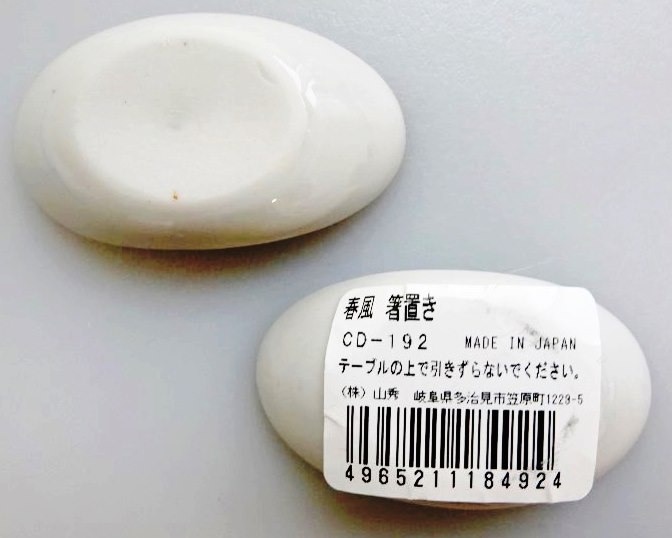 春風 箸置き
CD-192 MADE IN JAPAN
テーブルの上で引きずらないでください。
(株)山秀 岐阜県多治見市笠原町1229-5
4965211184924